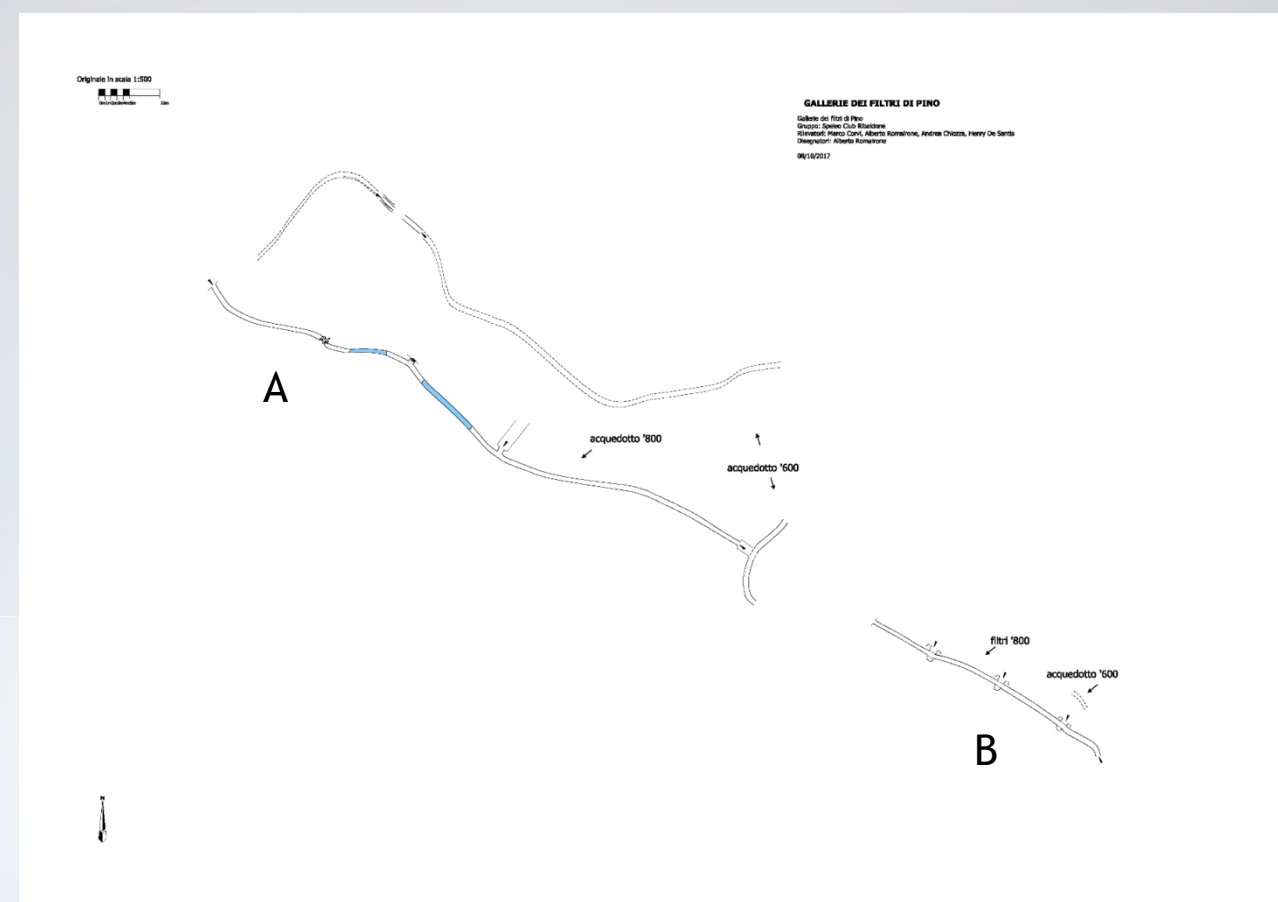 Originale in scala 1:500
10m
GALLERIE DEI FILTRI DI PINO
Gallerie dei filtri di Pino
Gruppo: Speleo Club Ribaldone
Rilevatori: Marco Corvi, Alberto Romairone, Andrea Chiozza, Henry De Santis
Disegnatori: Alberto Romairone
08/10/2017
A
acquedotto '800
acquedotto '600
filtri '800
acquedotto '600
B
N